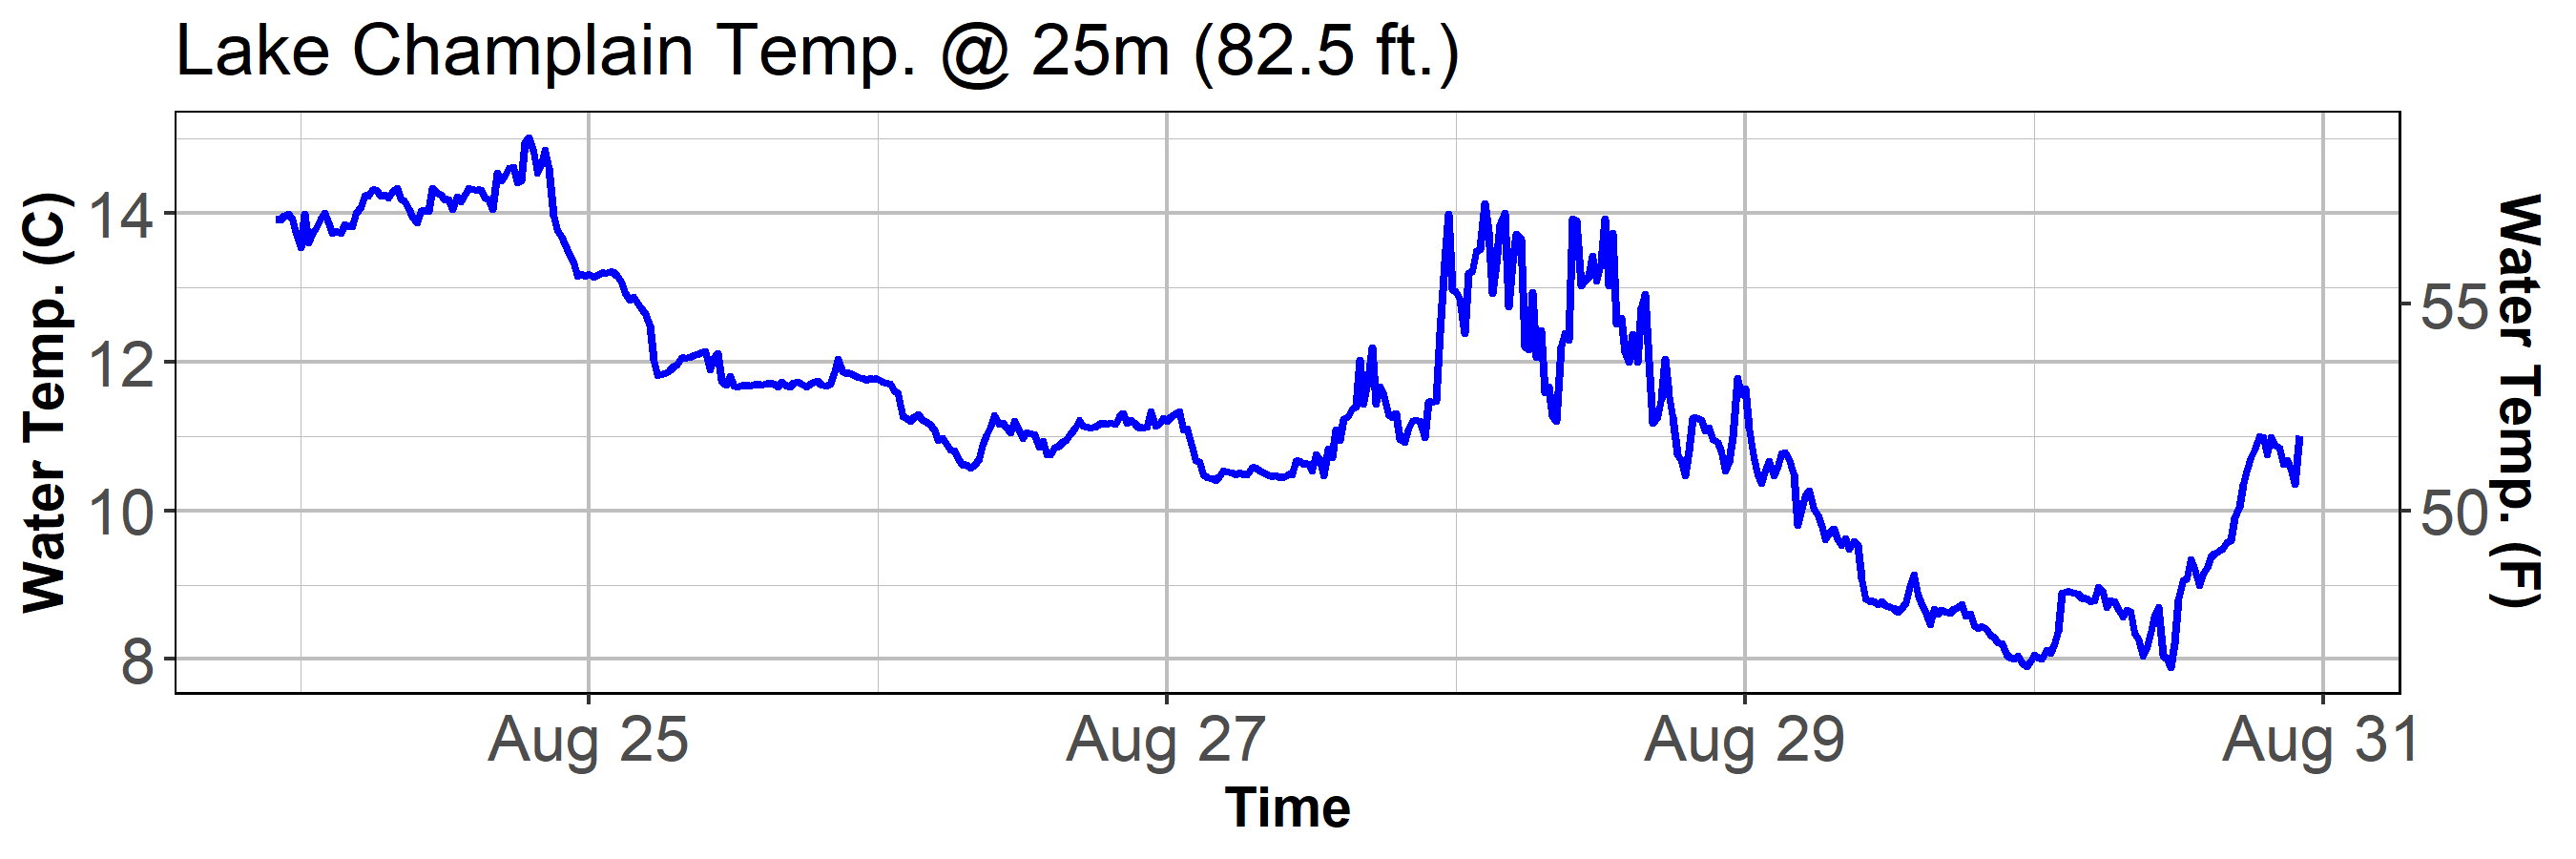 Lake Champlain Temp. @ 25m (82.5 ft.)
Water Temp. (C)
14
12
10
8
55
50
Water Temp. (F)
Aug 25
Aug 27
Aug 29
Aug 31
Time